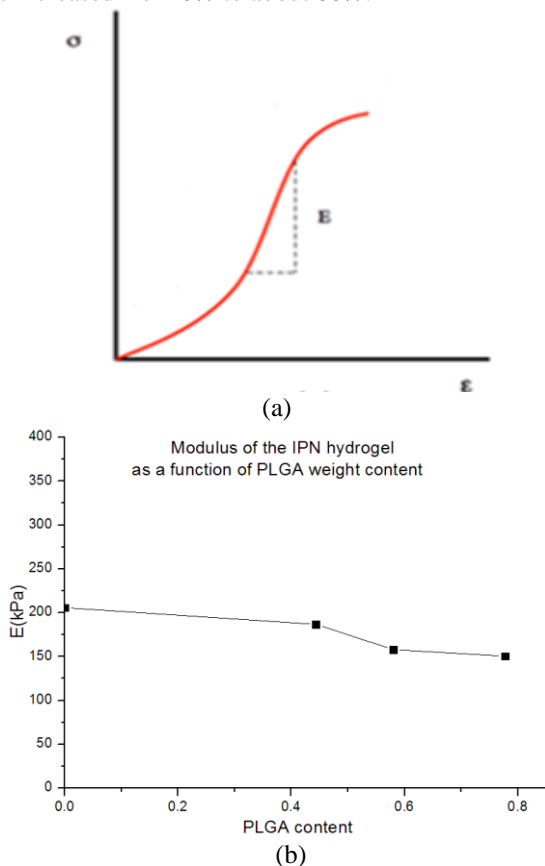 σ
E
ε
(a)
Modulus of the IPN hydrogel
as a function of PLGA weight content
400
350
300
250
200
150
100
50
0
E(kPa)
0.0 0.2 0.4 0.6 0.8
PLGA content
(b)